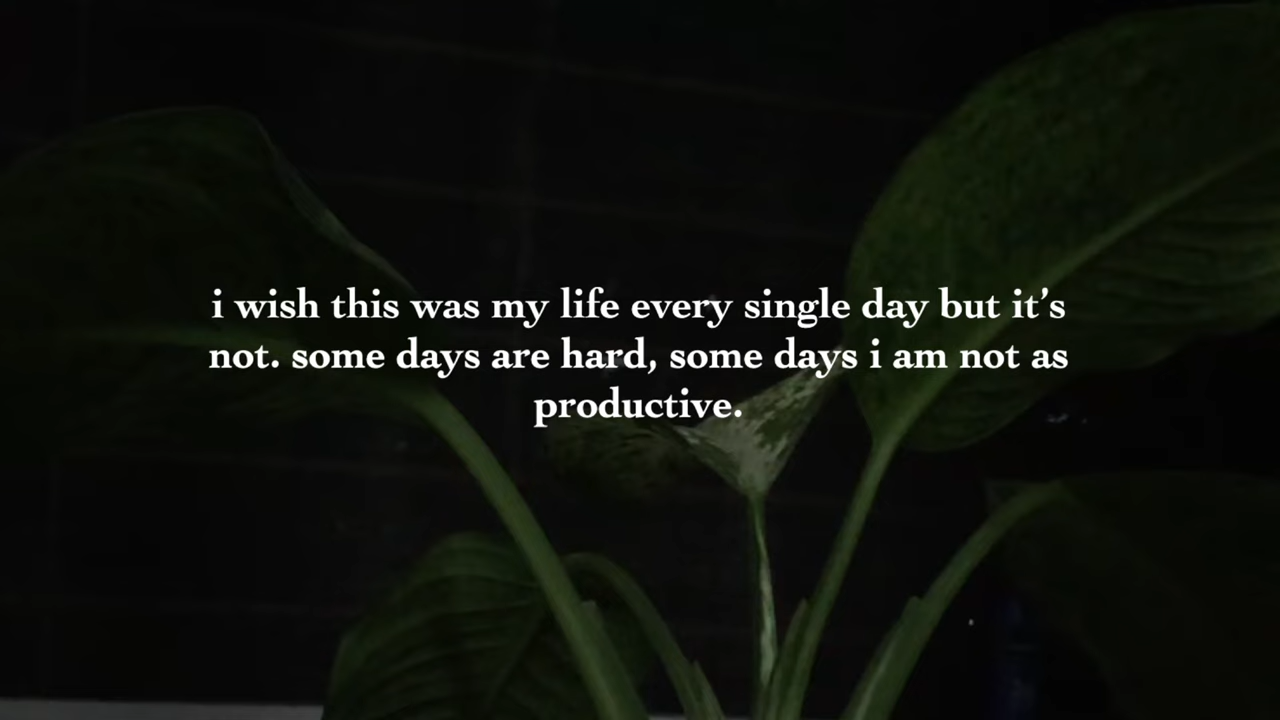 i wish this was my life every single day but it’s
not. some days are hard, some days i am not as
productive.